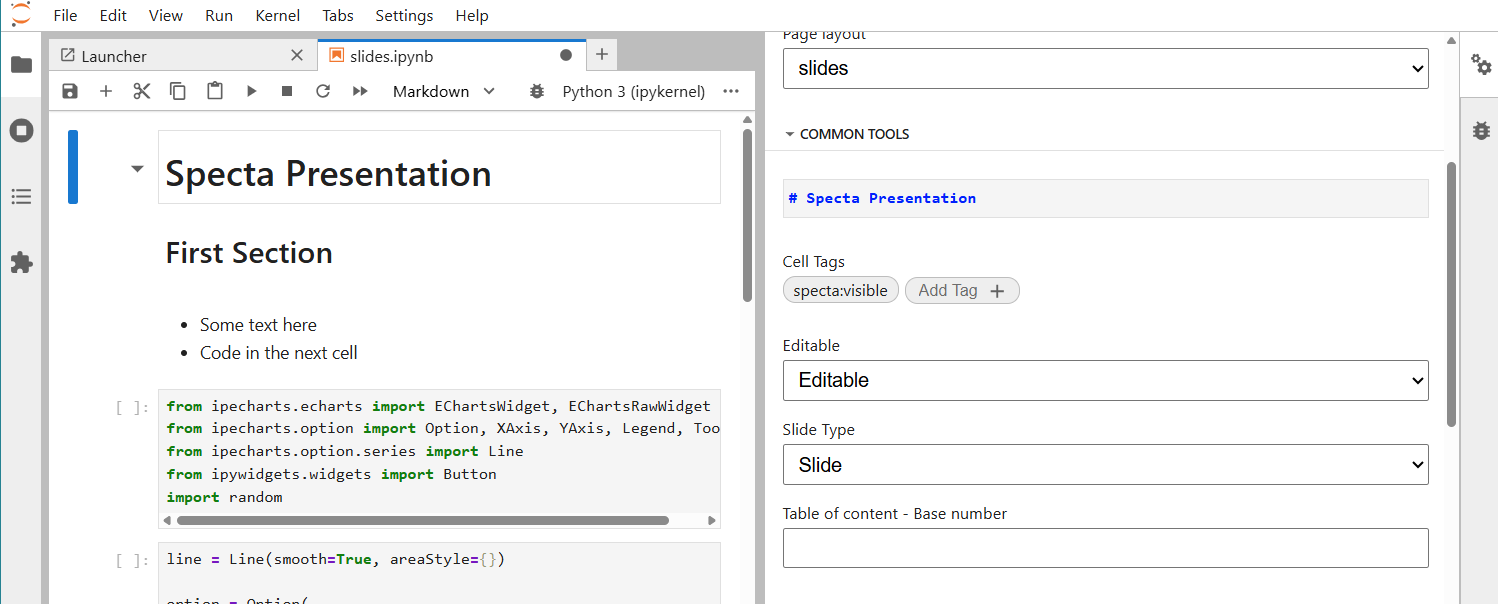 File Edit View Run Kernel Tabs Settings Help
Launcher
slides.ipynb
Markdown
Python 3 (ipykernel)
Specta Presentation
First Section
• Some text here
• Code in the next cell
[ ]:
from ipecharts.echarts import EChartsWidget, EChartsRawWidget
from ipecharts.option import Option, XAxis, YAxis, Legend, Too
from ipecharts.option.series import Line
from ipywidgets.widgets import Button
import random
[ ]:
line = Line(smooth=True, areaStyle={})
option = Option(
Page layout
slides
COMMON TOOLS
# Specta Presentation
Cell Tags
specta:visible
Add Tag +
Editable
Editable
Slide Type
Slide
Table of content - Base number